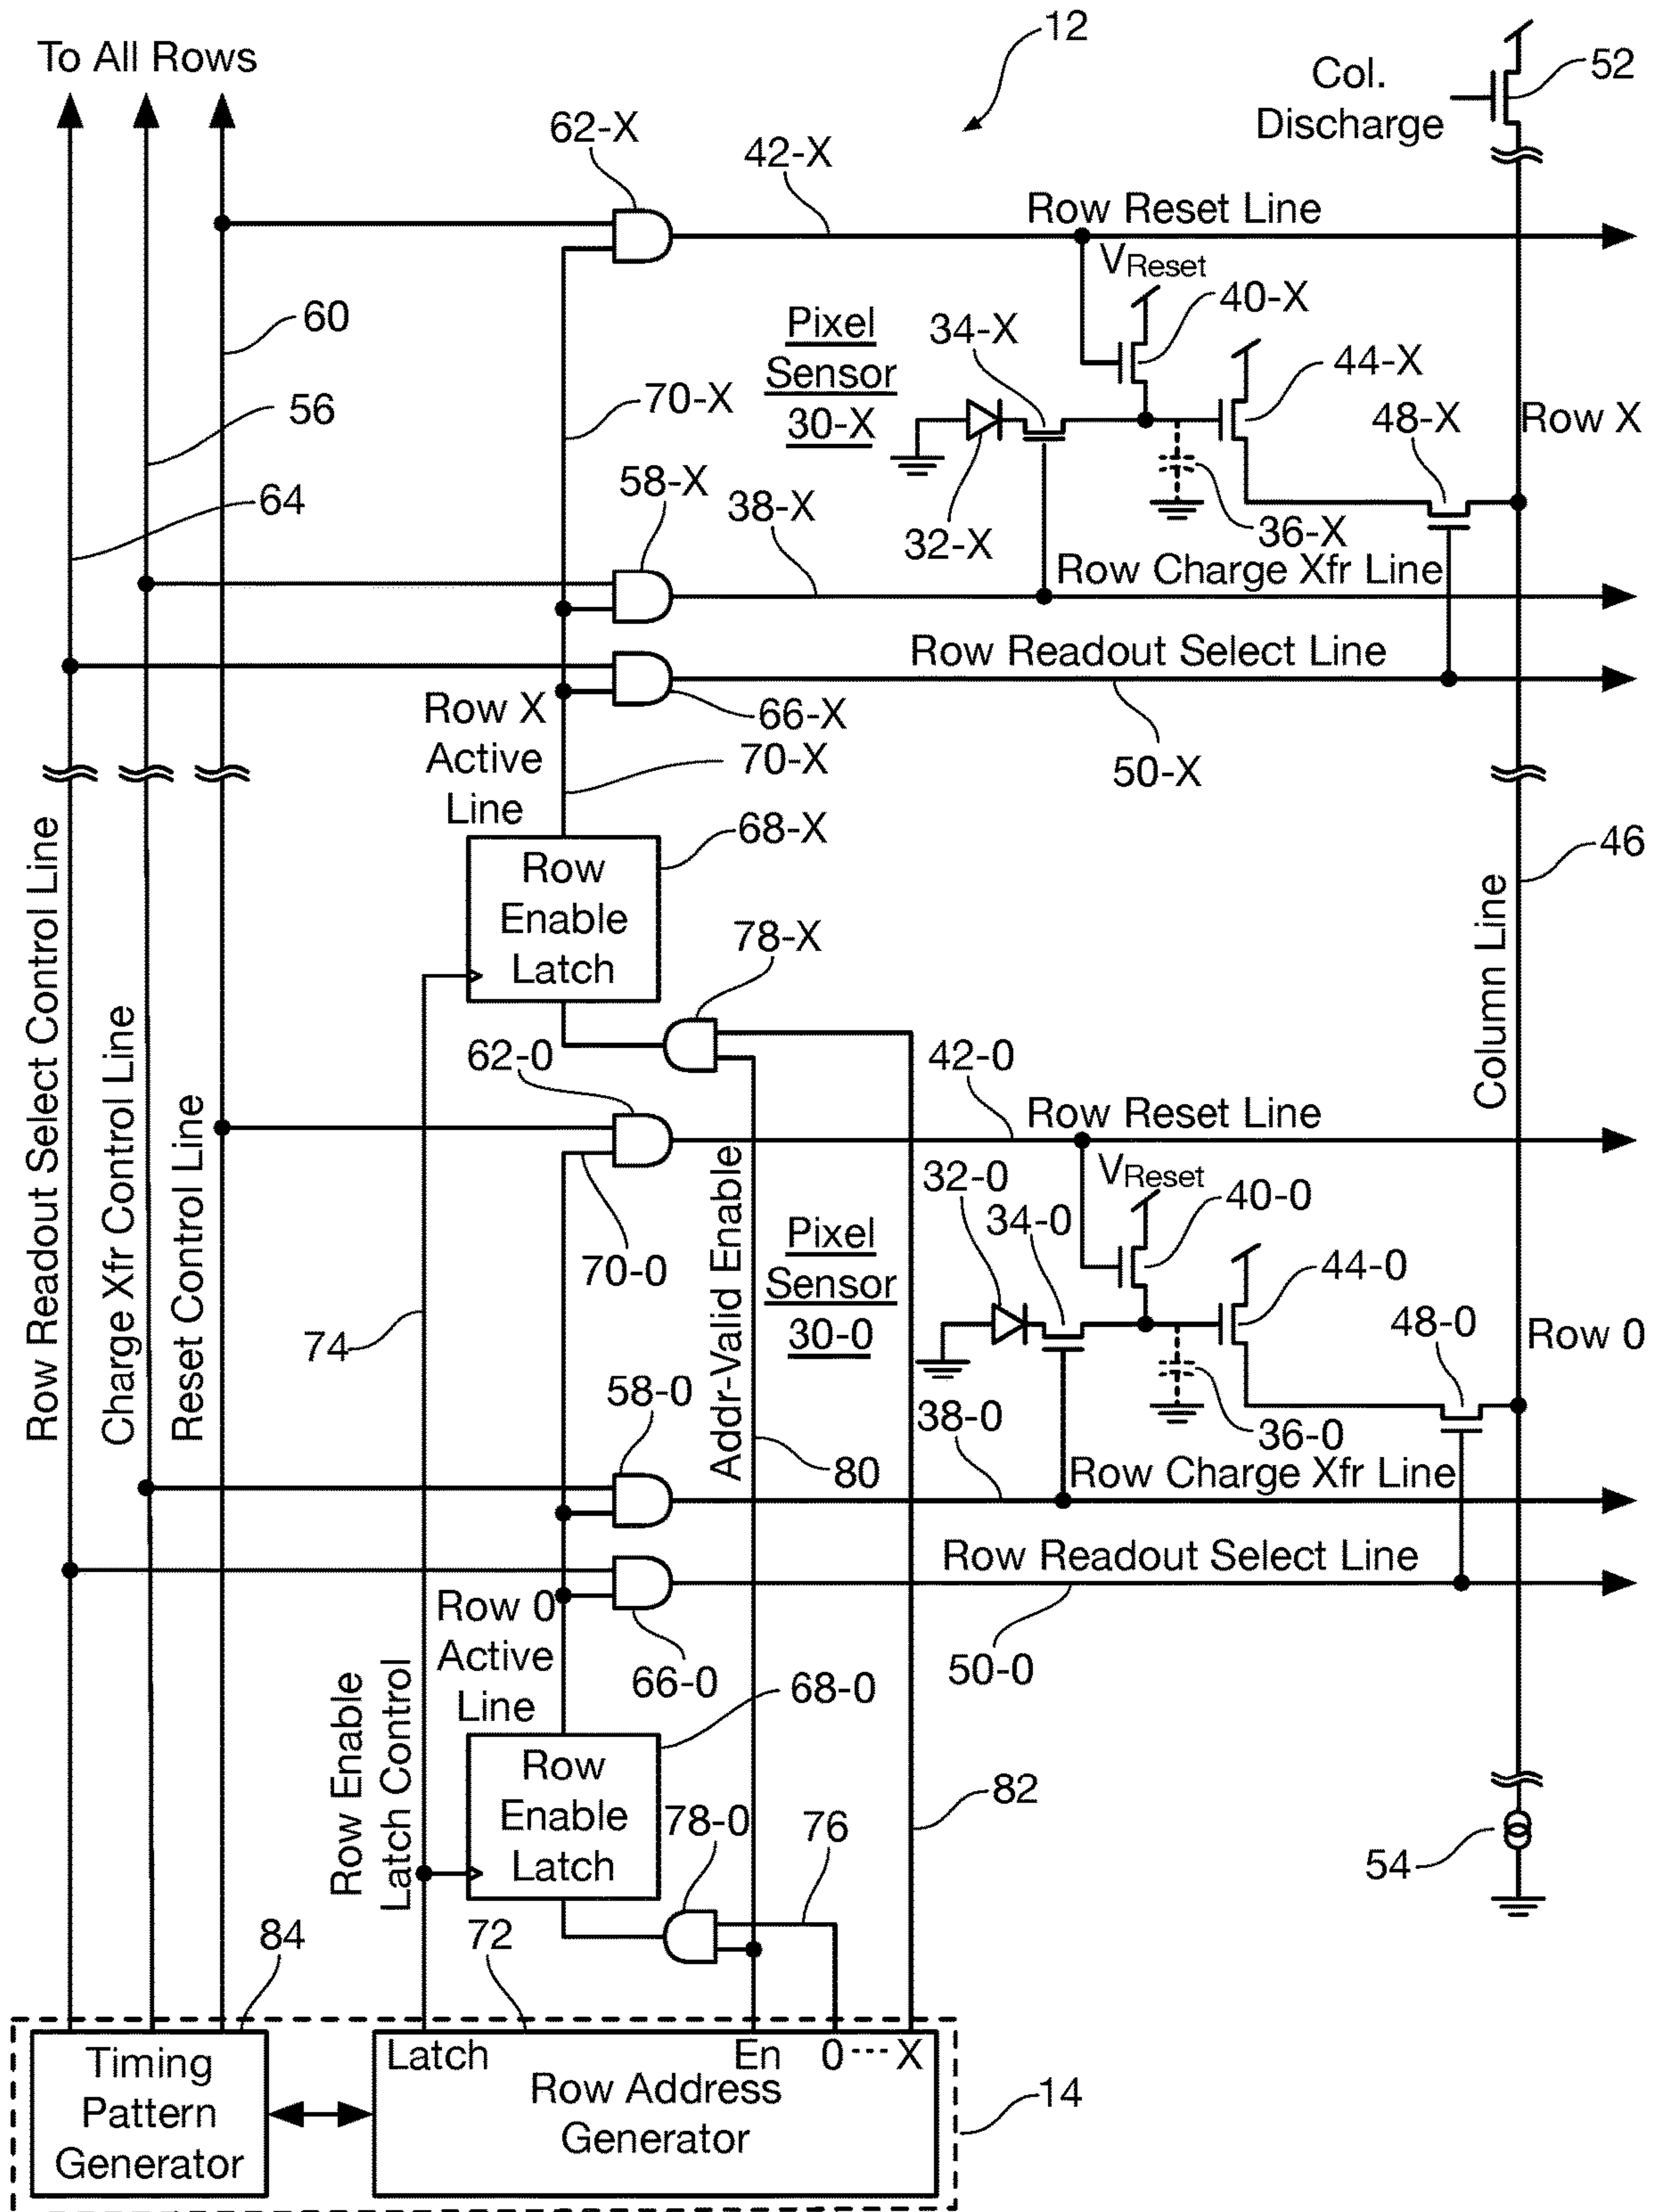 12
To All Rows
Col.
Discharge
52
62-X
42-X
Row Reset Line
VReset
60
Pixel
Sensor
30-X
34-X
40-X
44-X
70-X
56
48-X
Row X
64
58-X
38-X
32-X
36-X
Row Charge Xfr Line
Row Readout Select Line
Row X
Active
Line
66-X
70-X
50-X
68-X
Row
Enable
Latch
46
Column Line
78-X
Row Readout Select Control Line
Charge Xfr Control Line
Reset Control Line
62-0
42-0
Row Reset Line
VReset
32-0
34-0
40-0
70-0
Addr-Valid Enable
Pixel
Sensor
30-0
44-0
74
48-0
Row 0
58-0
38-0
36-0
80
Row Charge Xfr Line
Row Readout Select Line
Row 0
Active
Line
66-0
50-0
68-0
Row Enable
Latch Control
Row
Enable
Latch
78-0
76
82
54
84
72
Timing
Pattern
Generator
Latch
En
0
X
Row Address
Generator
14